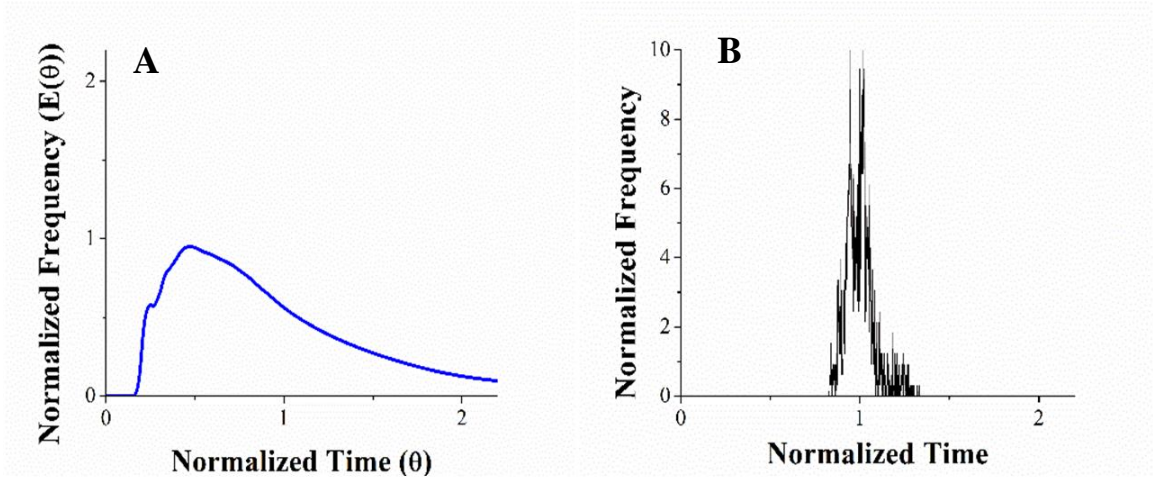 A
Normalized Frequency (E(θ))
2
1
0
0 1 2
Normalized Time (θ)
B
Normalized Frequency
10
8
6
4
2
0
0 1 2
Normalized Time